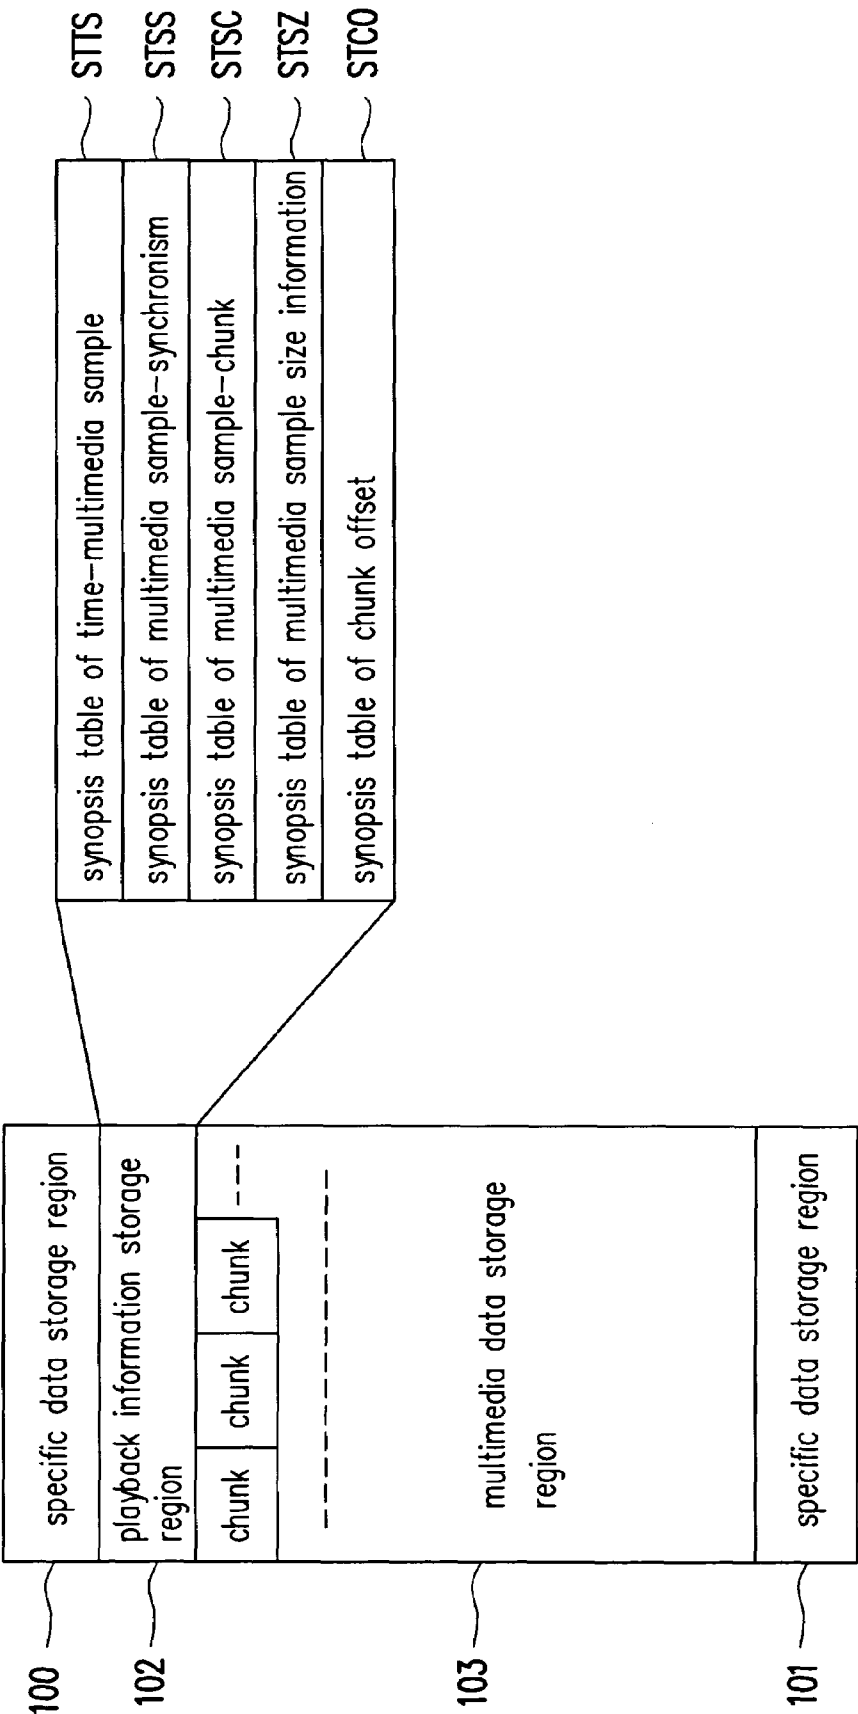 100
specific data storage region
102
playback information storage
region
chunk
chunk
chunk
103
multimedia data storage
region
101
specific data storage region
synopsis table of time-multimedia sample
STTS
synopsis table of multimedia sample-synchronism
STSS
synopsis table of multimedia sample-chunk
STSC
synopsis table of multimedia sample size information
STSZ
synopsis table of chunk offset
STCO